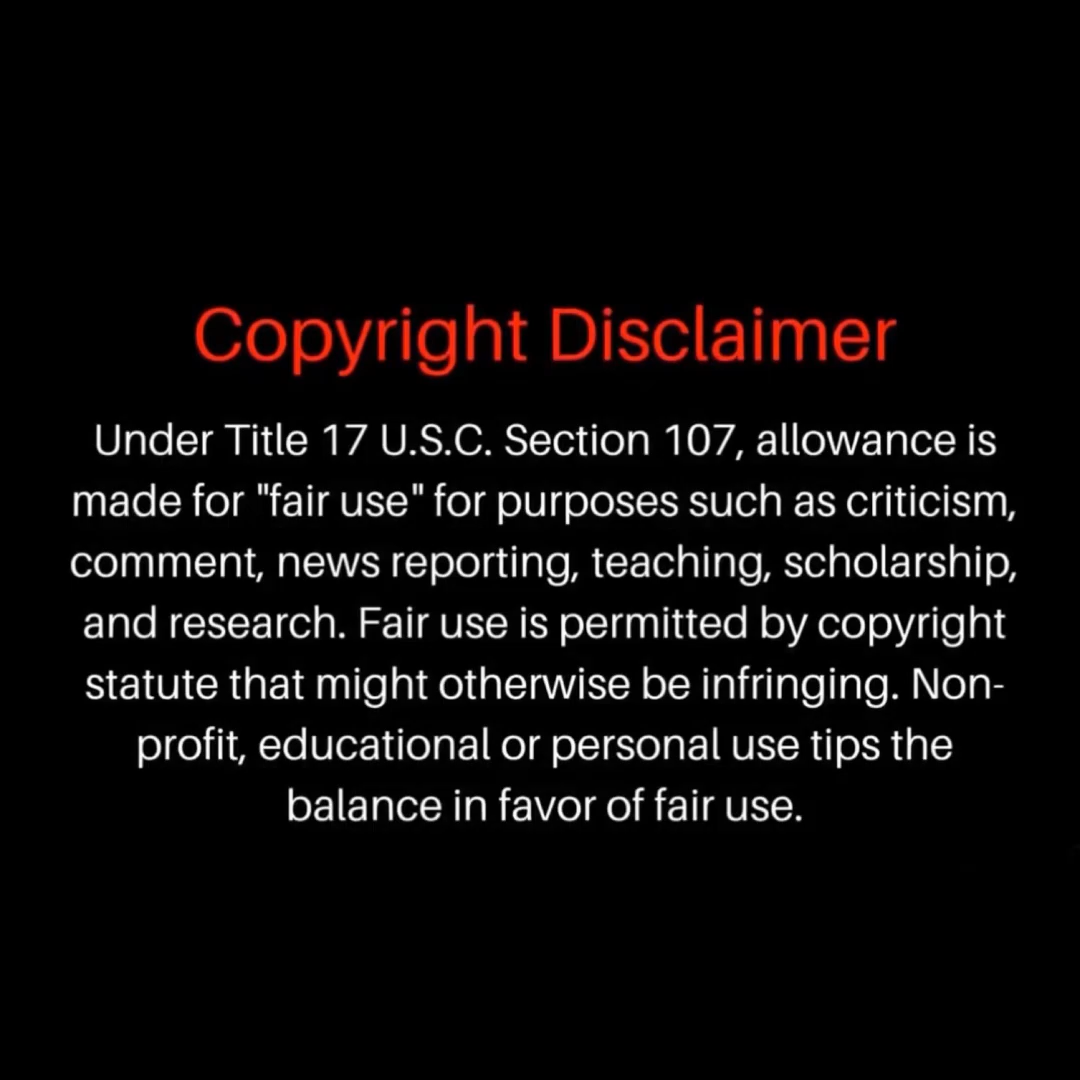 Copyright Disclaimer
Under Title 17 U.S.C. Section 107, allowance is
made for "fair use" for purposes such as criticism,
comment, news reporting, teaching, scholarship,
and research. Fair use is permitted by copyright
statute that might otherwise be infringing. Non-
profit, educational or personal use tips the
balance in favor of fair use.